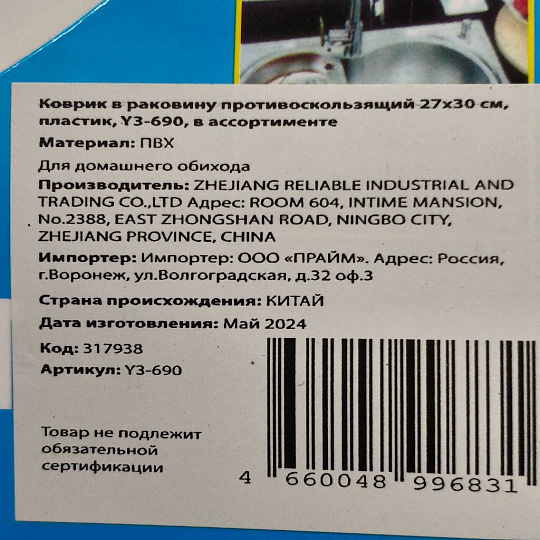 Коврик в раковину противоскользящий 27х30 см,
пластик, Y3-690, в ассортименте
Материал: ПВХ
Для домашнего обихода
Производитель: ZHEJIANG RELIABLE INDUSTRIAL AND
TRADING CO.,LTD Адрес: ROOM 604, INTIME MANSION,
No.2388, EAST ZHONGSHAN ROAD, NINGBO CITY,
ZHEJIANG PROVINCE, CHINA
Импортер: Импортер: ООО «ПРАЙМ». Адрес: Россия,
г.Воронеж, ул.Волгоградская, д.32 оф.3
Страна происхождения: КИТАЙ
Дата изготовления: Май 2024
Код: 317938
Артикул: Y3-690
Товар не подлежит
обязательной
сертификации
4 660048 996831